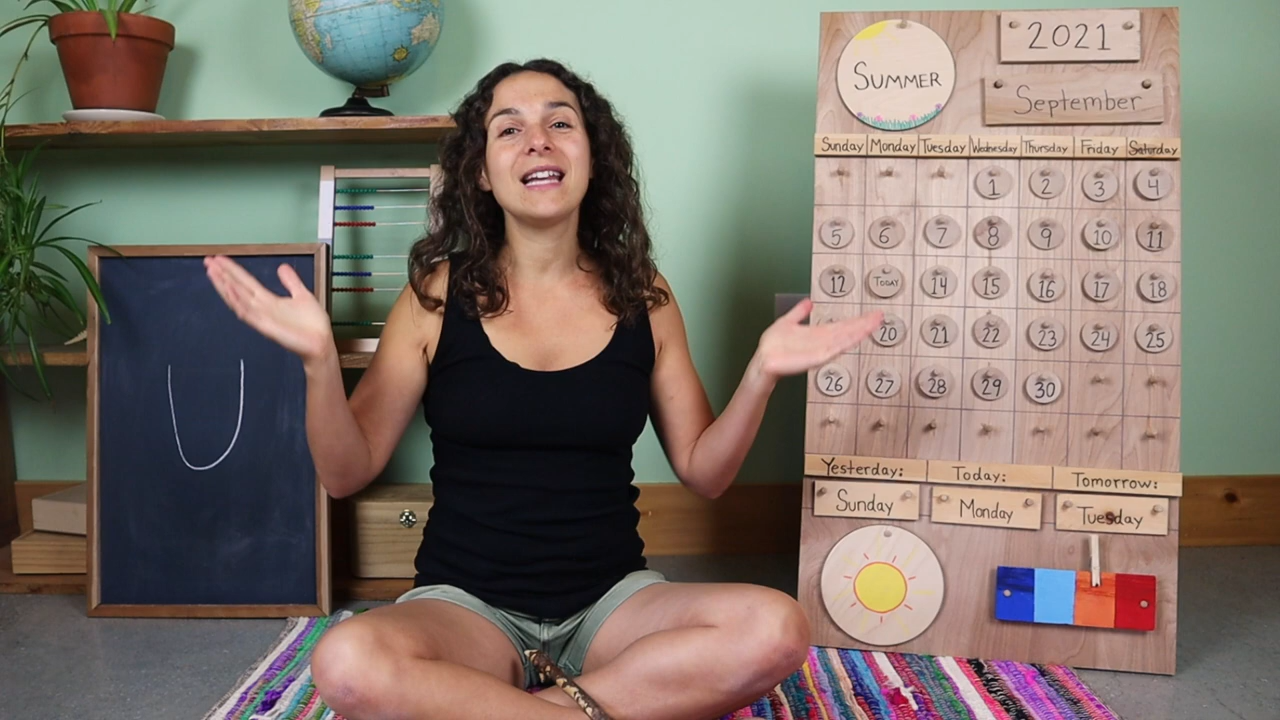 U
2021
SUMMER
September
Sunday Monday Tuesday Wednesday Thursday Friday Saturday
1 2 3 4
5 6 7 8 9 10 11
12 TODAY 14 15 16 17 18
20 21 22 23 24 25
26 27 28 29 30
Yesterday: Today: Tomorrow:
Sunday Monday Tuesday